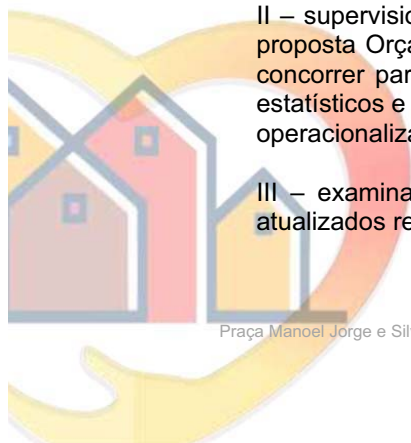 II – supervisio
proposta Orça
concorrer par
estatísticos e
operacionaliza
III – examina
atualizados re
Praça Manoel Jorge e Sil